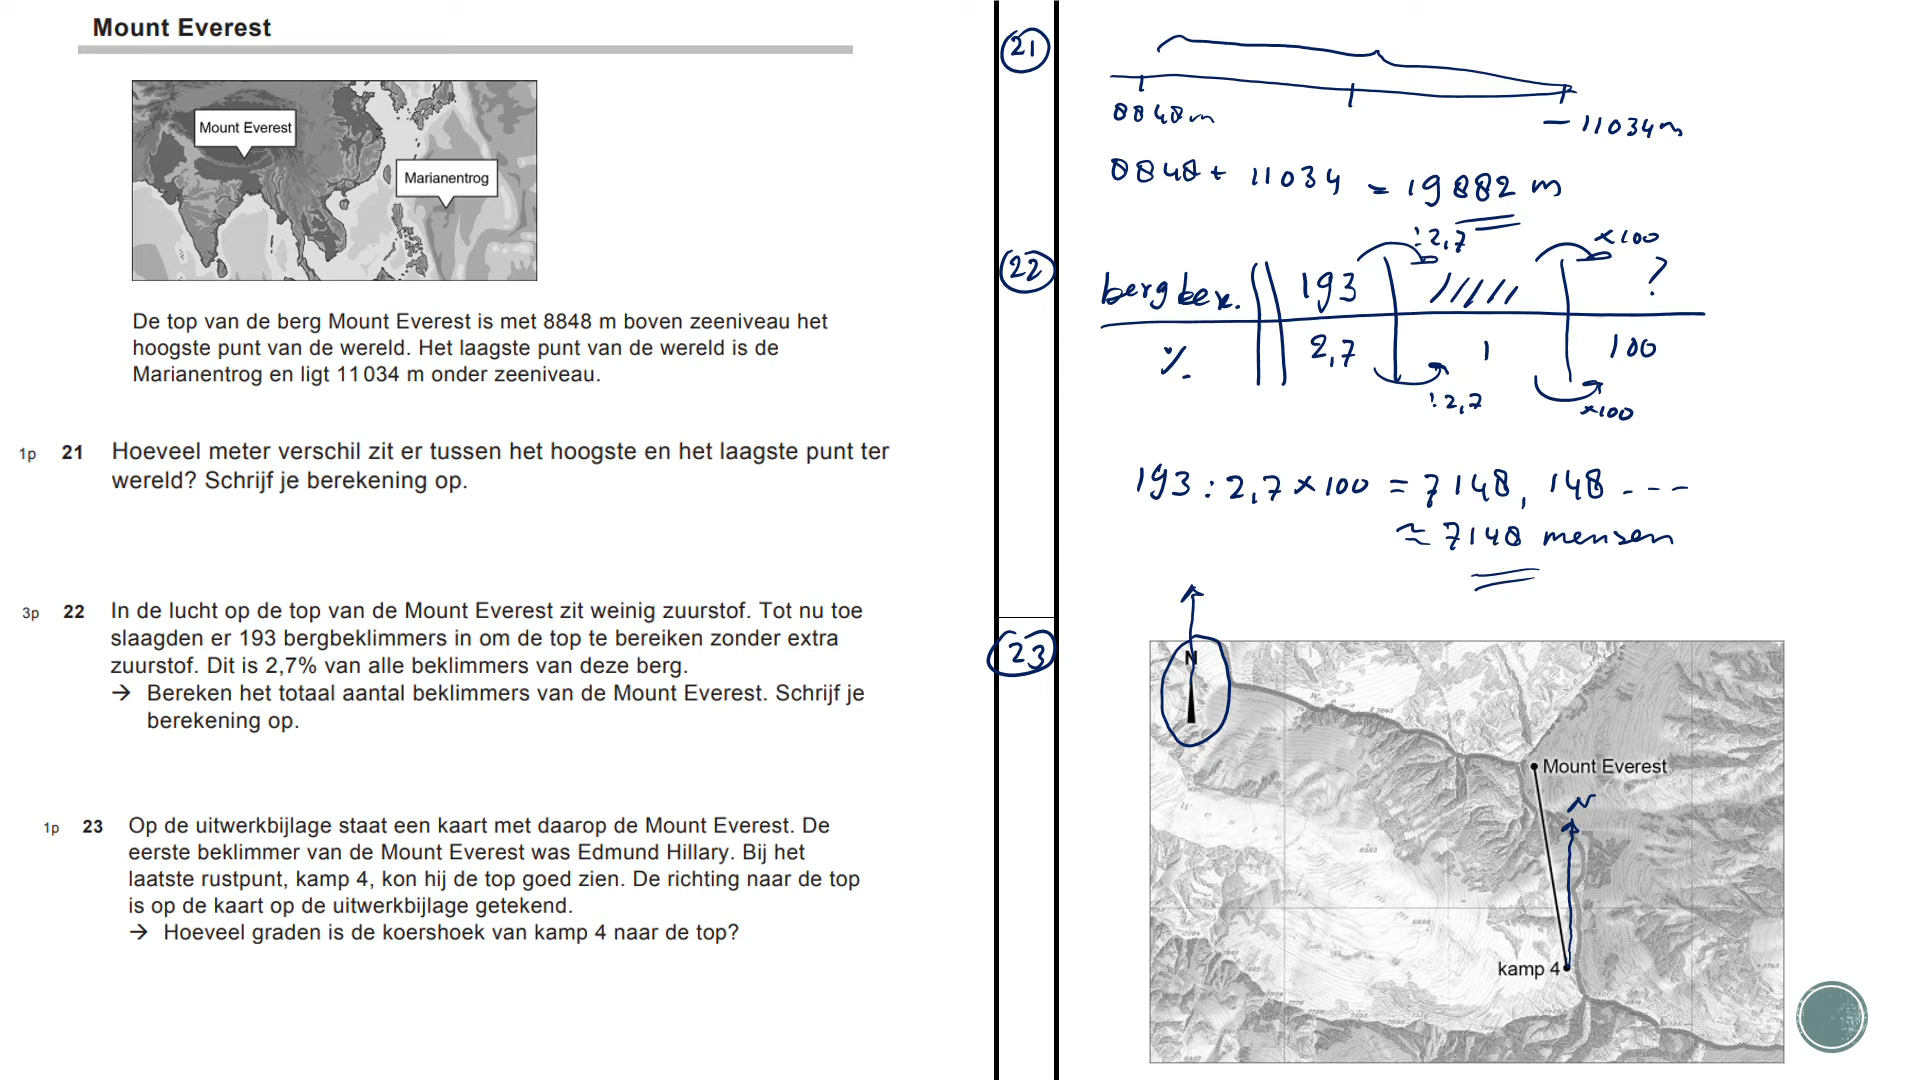 Mount Everest
Mount Everest
Marianentrog
De top van de berg Mount Everest is met 8848 m boven zeeniveau het
hoogste punt van de wereld. Het laagste punt van de wereld is de
Marianentrog en ligt 11 034 m onder zeeniveau.
1p 21 Hoeveel meter verschil zit er tussen het hoogste en het laagste punt ter
wereld? Schrijf je berekening op.
3p 22 In de lucht op de top van de Mount Everest zit weinig zuurstof. Tot nu toe
slaagden er 193 bergbeklimmers in om de top te bereiken zonder extra
zuurstof. Dit is 2,7% van alle beklimmers van deze berg.
→ Bereken het totaal aantal beklimmers van de Mount Everest. Schrijf je
berekening op.
1p 23 Op de uitwerkbijlage staat een kaart met daarop de Mount Everest. De
eerste beklimmer van de Mount Everest was Edmund Hillary. Bij het
laatste rustpunt, kamp 4, kon hij de top goed zien. De richting naar de top
is op de kaart op de uitwerkbijlage getekend.
→ Hoeveel graden is de koershoek van kamp 4 naar de top?
21
8848m
- 11034m
8848 + 11034 = 19882 m
22
:2,7
×100
berg bek. 193 ?
% 2,7 1 100
:2,7
×100
193 : 2,7 × 100 = 7148, 148 ---
≈ 7148 mensen
23
N
Mount Everest
N
kamp 4